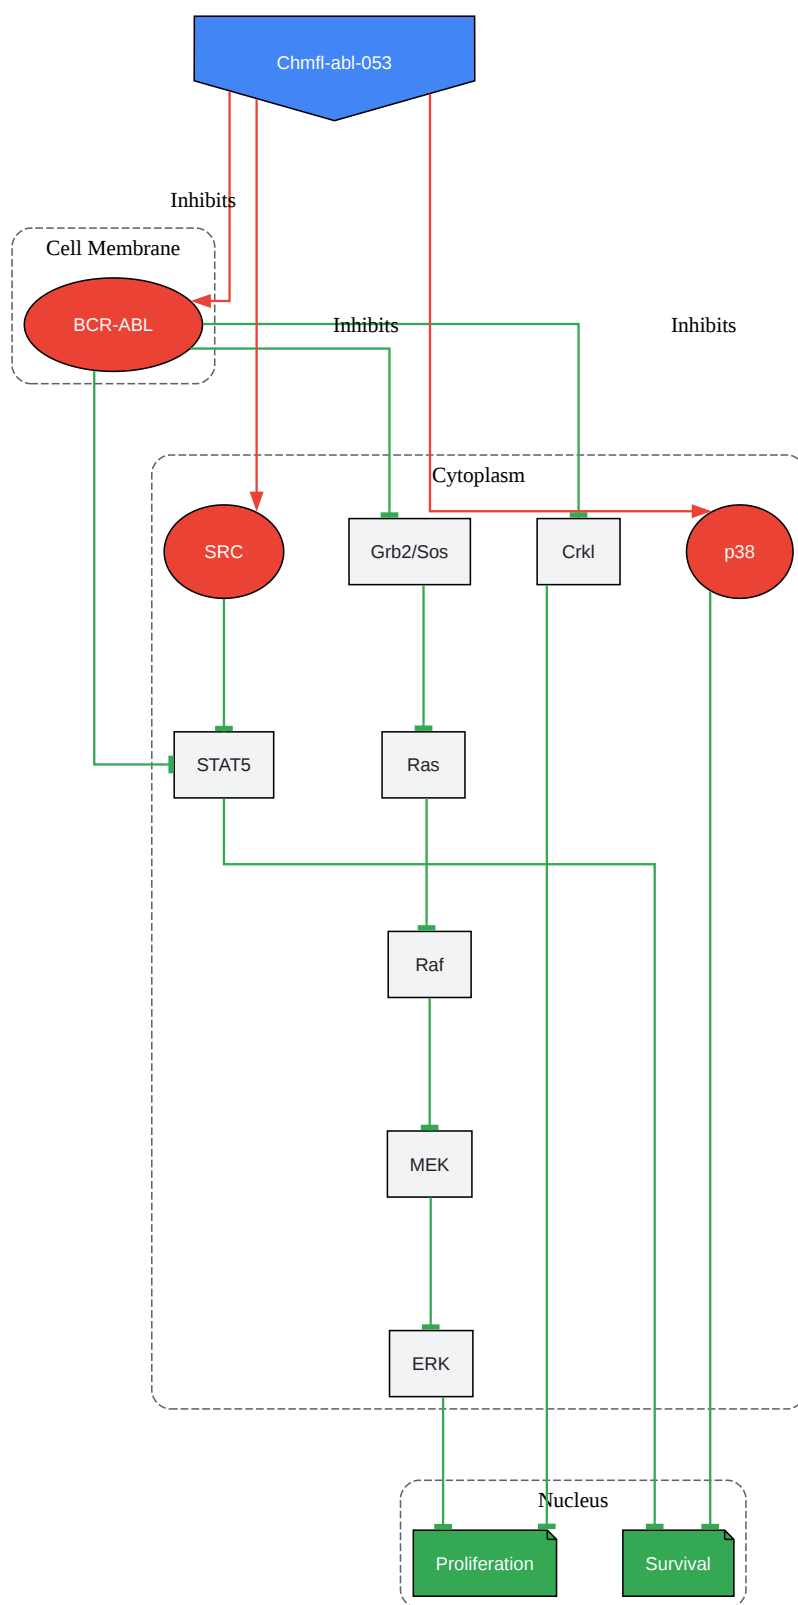 Chmfl-abl-053
Inhibits
Cell Membrane
BCR-ABL
Inhibits
Inhibits
Cytoplasm
SRC
Grb2/Sos
Crkl
p38
STAT5
Ras
Raf
MEK
ERK
Nucleus
Proliferation
Survival